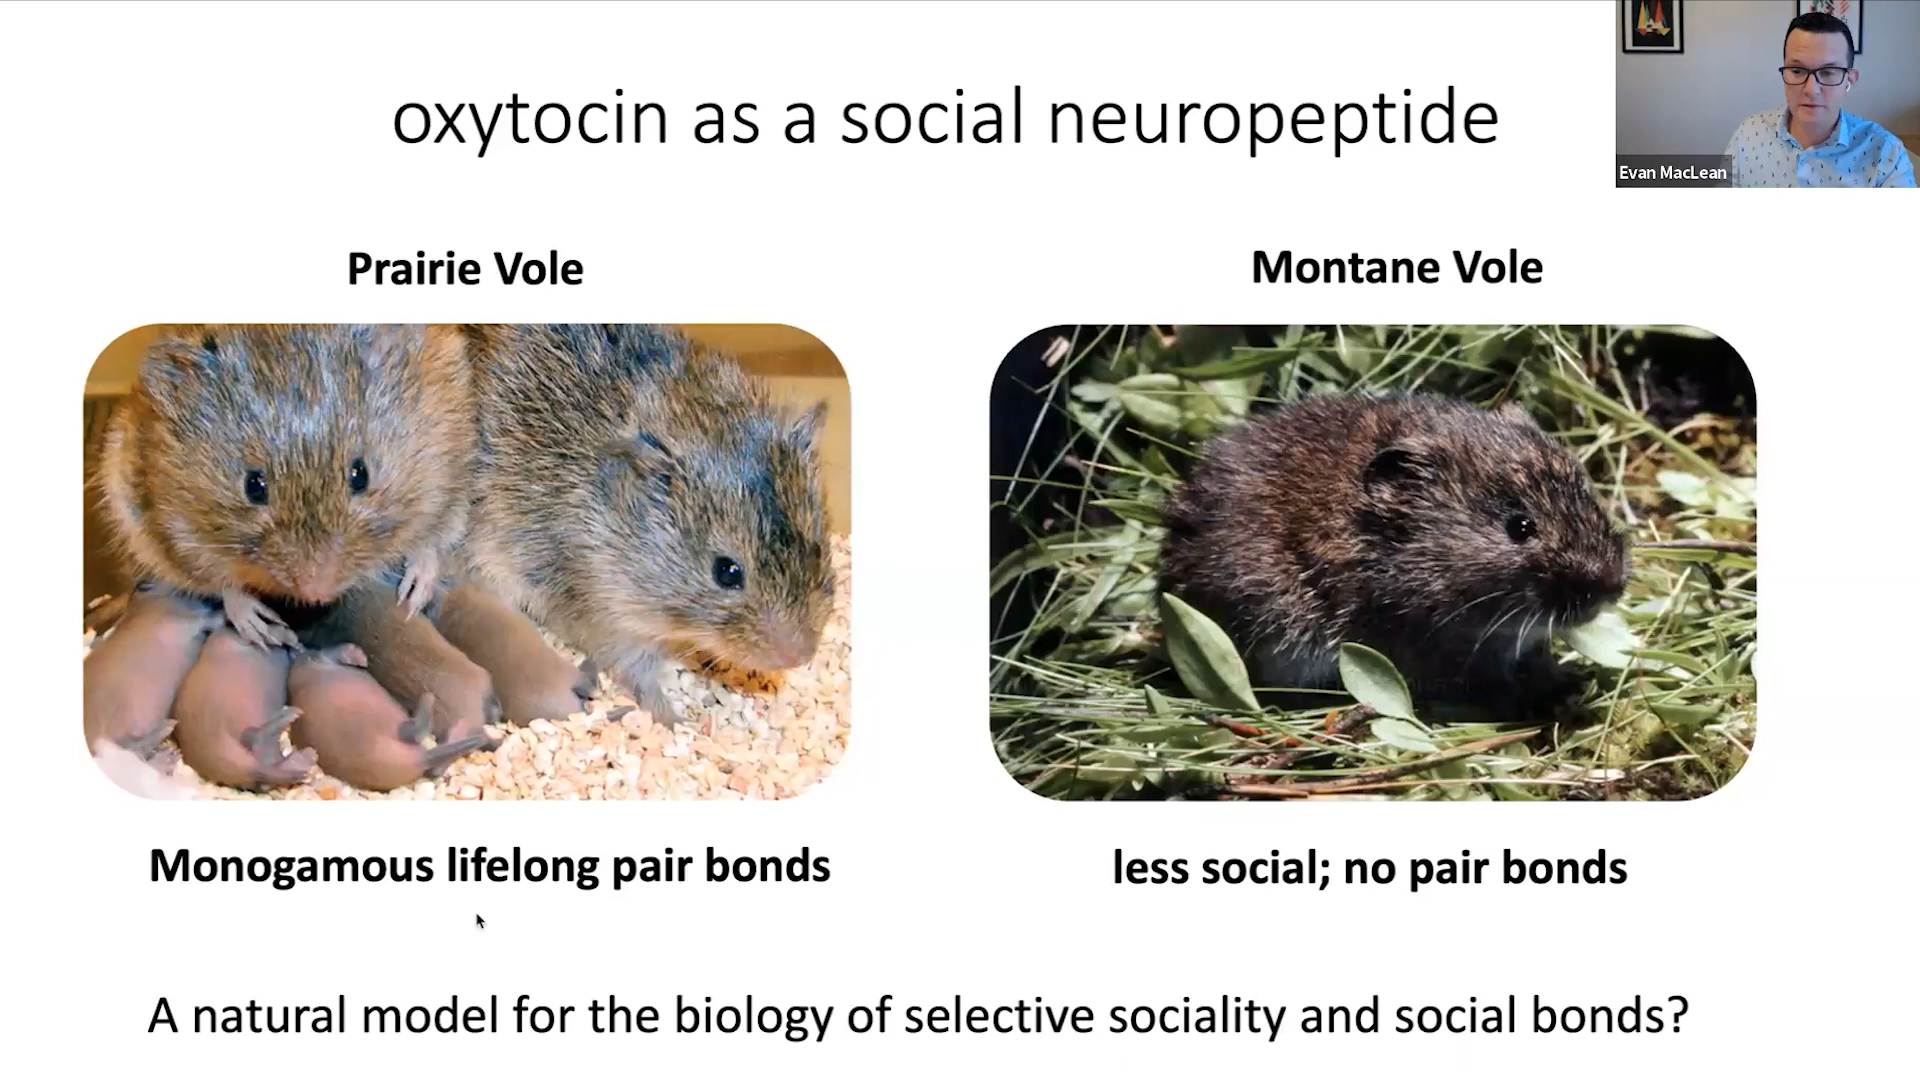 oxytocin as a social neuropeptide
Evan MacLean
Prairie Vole
Montane Vole
Monogamous lifelong pair bonds
less social; no pair bonds
A natural model for the biology of selective sociality and social bonds?